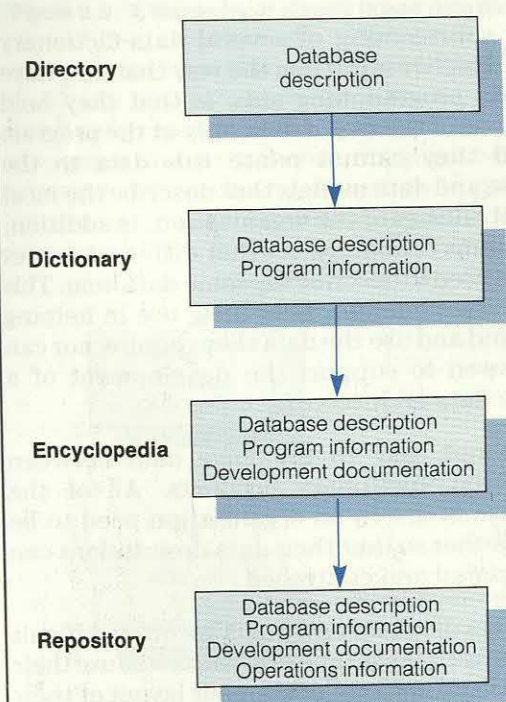 Directory
Database
description
Dictionary
Database description
Program information
Encyclopedia
Database description
Program information
Development documentation
Repository
Database description
Program information
Development documentation
Operations information